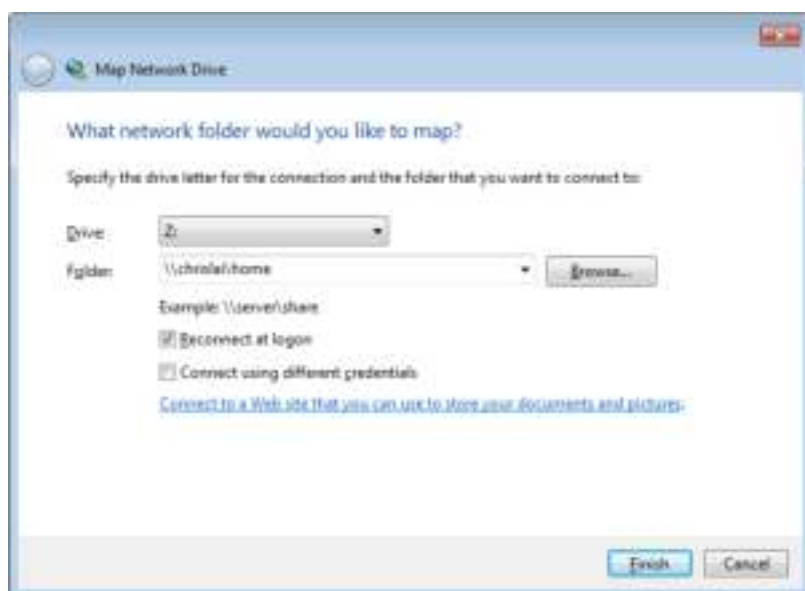 Map Network Drive
What network folder would you like to map?
Specify the drive letter for the connection and the folder that you want to connect to:
Drive: Z:
Folder: Browse...
Example: \\server\share
Reconnect at logon
Connect using different credentials
Connect to a Web site that you can use to store your documents and pictures.
Finish Cancel